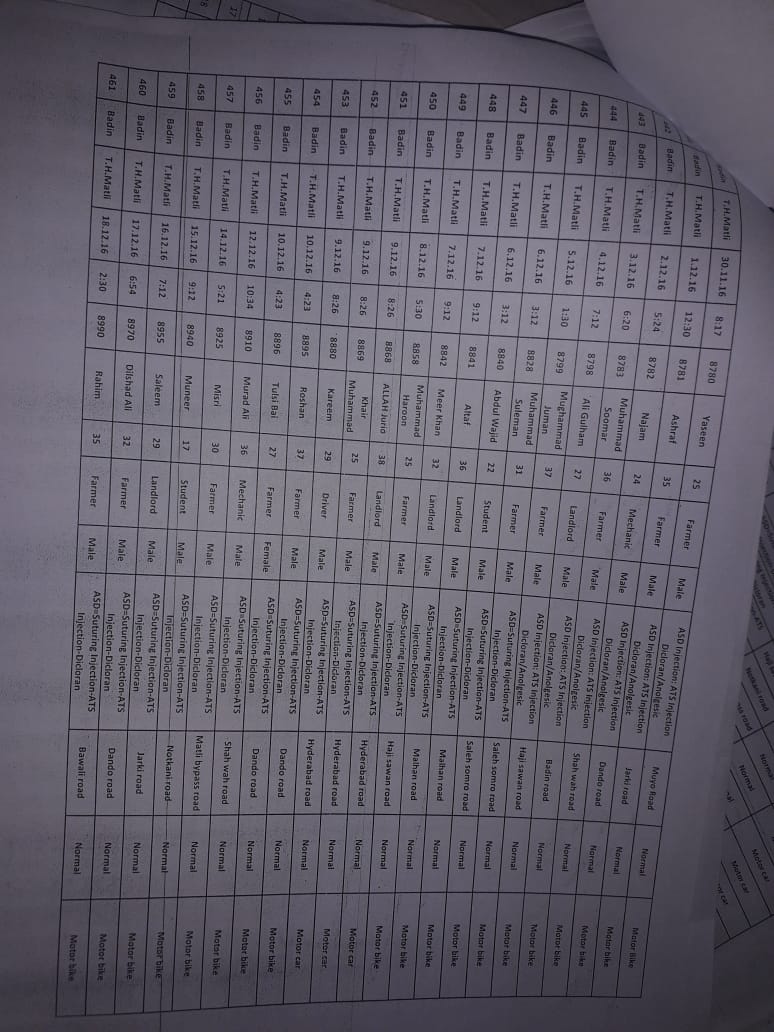 Badin T.H.Matli 30.11.16 8:17 8780 Yaseen 25 Farmer Male ASD Injection: ATS Injection Dicloran/Anolgesic Muyo Road Normal Motor Bike
Badin T.H.Matli 1.12.16 12:30 8781 Ashraf 35 Farmer Male ASD Injection: ATS Injection Dicloran/Anolgesic Jarki road Normal Motor bike
442 Badin T.H.Matli 2.12.16 5:24 8782 Najam 24 Mechanic Male ASD Injection: ATS Injection Dicloran/Anolgesic Dando road Normal Motor bike
443 Badin T.H.Matli 3.12.16 6:20 8783 Muhammad Soomar 36 Farmer Male ASD Injection: ATS Injection Dicloran/Anolgesic Shah wah road Normal Motor bike
444 Badin T.H.Matli 4.12.16 7:12 8798 Ali Gulham 27 Landlord Male ASD Injection: ATS Injection Dicloran/Anolgesic Badin road Normal Motor bike
445 Badin T.H.Matli 5.12.16 1:30 8799 Mughammad Juman 37 Farmer Male ASD Injection: ATS Injection Dicloran/Anolgesic Haji sawan road Normal Motor bike
446 Badin T.H.Matli 6.12.16 3:12 8828 Muhammad Suleman 31 Farmer Male ASD=Suturing Injection-ATS Injection-Dicloran Saleh somro road Normal Motor bike
447 Badin T.H.Matli 6.12.16 3:12 8840 Abdul Wajid 22 Student Male ASD=Suturing Injection-ATS Injection-Dicloran Saleh somro road Normal Motor bike
448 Badin T.H.Matli 7.12.16 9:12 8841 Altaf 36 Landlord Male ASD=Suturing Injection-ATS Injection-Dicloran Malhan road Normal Motor bike
449 Badin T.H.Matli 7.12.16 9:12 8842 Meer Khan 32 Landlord Male ASD=Suturing Injection-ATS Injection-Dicloran Malhan road Normal Motor bike
450 Badin T.H.Matli 8.12.16 5:30 8858 Muhammad Haroon 25 Farmer Male ASD=Suturing Injection-ATS Injection-Dicloran Haji sawan road Normal Motor bike
451 Badin T.H.Matli 9.12.16 8:26 8868 ALLAH Jurio 38 Landlord Male ASD=Suturing Injection-ATS Injection-Dicloran Hyderabad road Normal Motor car
452 Badin T.H.Matli 9.12.16 8:26 8869 Khair Muhammad 25 Farmer Male ASD=Suturing Injection-ATS Injection-Dicloran Hyderabad road Normal Motor car
453 Badin T.H.Matli 9.12.16 8:26 8880 Kareem 29 Driver Male ASD=Suturing Injection-ATS Injection-Dicloran Hyderabad road Normal Motor car
454 Badin T.H.Matli 10.12.16 4:23 8895 Roshan 37 Farmer Male ASD=Suturing Injection-ATS Injection-Dicloran Dando road Normal Motor bike
455 Badin T.H.Matli 10.12.16 4:23 8896 Tulsi Bai 27 Farmer Female ASD=Suturing Injection-ATS Injection-Dicloran Dando road Normal Motor bike
456 Badin T.H.Matli 12.12.16 10:34 8910 Murad Ali 36 Mechanic Male ASD=Suturing Injection-ATS Injection-Dicloran Shah wah road Normal Motor bike
457 Badin T.H.Matli 14.12.16 5:21 8925 Misri 30 Farmer Male ASD=Suturing Injection-ATS Injection-Dicloran Matli bypass road Normal Motor bike
458 Badin T.H.Matli 15.12.16 9:12 8940 Muneer 17 Student Male ASD=Suturing Injection-ATS Injection-Dicloran Notkani road Normal Motor bike
459 Badin T.H.Matli 16.12.16 7:12 8955 Saleem 29 Landlord Male ASD=Suturing Injection-ATS Injection-Dicloran Jarki road Normal Motor bike
460 Badin T.H.Matli 17.12.16 6:54 8970 Dilshad Ali 32 Farmer Male ASD=Suturing Injection-ATS Injection-Dicloran Dando road Normal Motor bike
461 Badin T.H.Matli 18.12.16 2:30 8990 Rahim 35 Farmer Male ASD=Suturing Injection-ATS Injection-Dicloran Bawali road Normal Motor bike